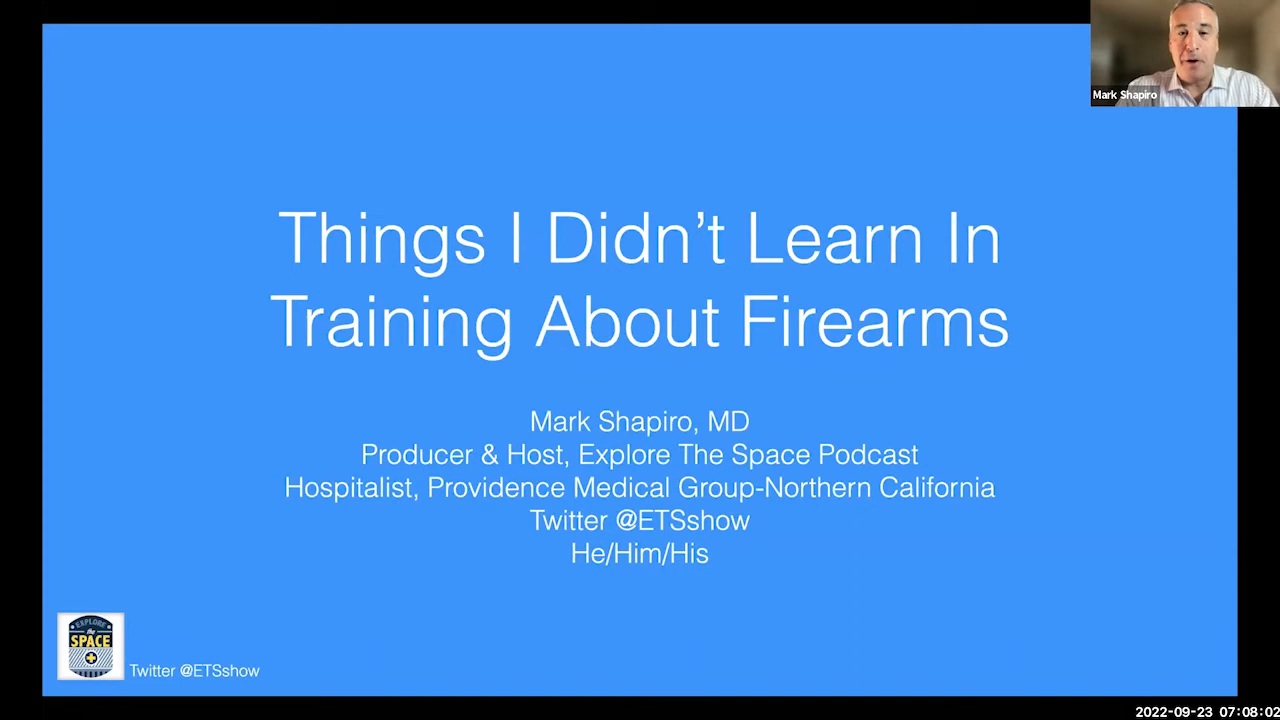 Mark Shapiro
Things I Didn't Learn In
Training About Firearms
Mark Shapiro, MD
Producer & Host, Explore The Space Podcast
Hospitalist, Providence Medical Group-Northern California
Twitter @ETSshow
He/Him/His
EXPLORE
the
SPACE
Twitter @ETSshow
2022-09-23 07:08:02